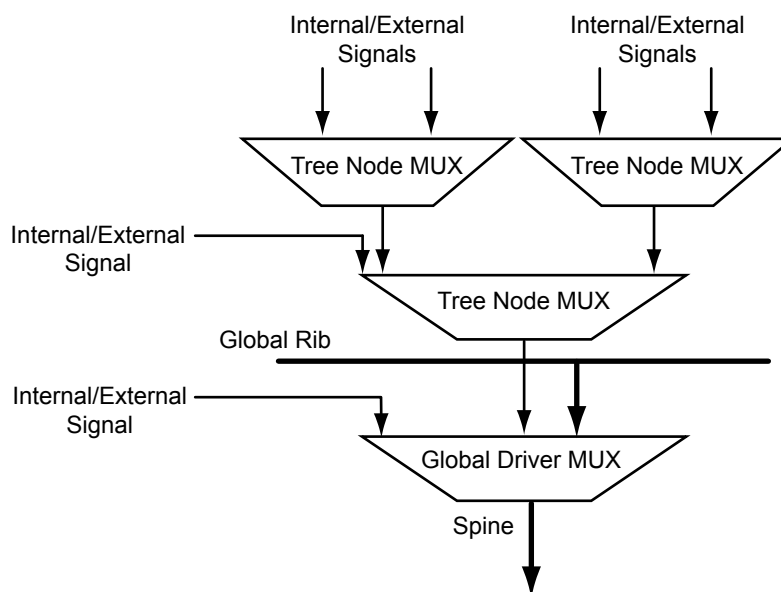 Internal/External
Signals
Internal/External
Signals
Tree Node MUX
Tree Node MUX
Internal/External
Signal
Tree Node MUX
Global Rib
Internal/External
Signal
Global Driver MUX
Spine